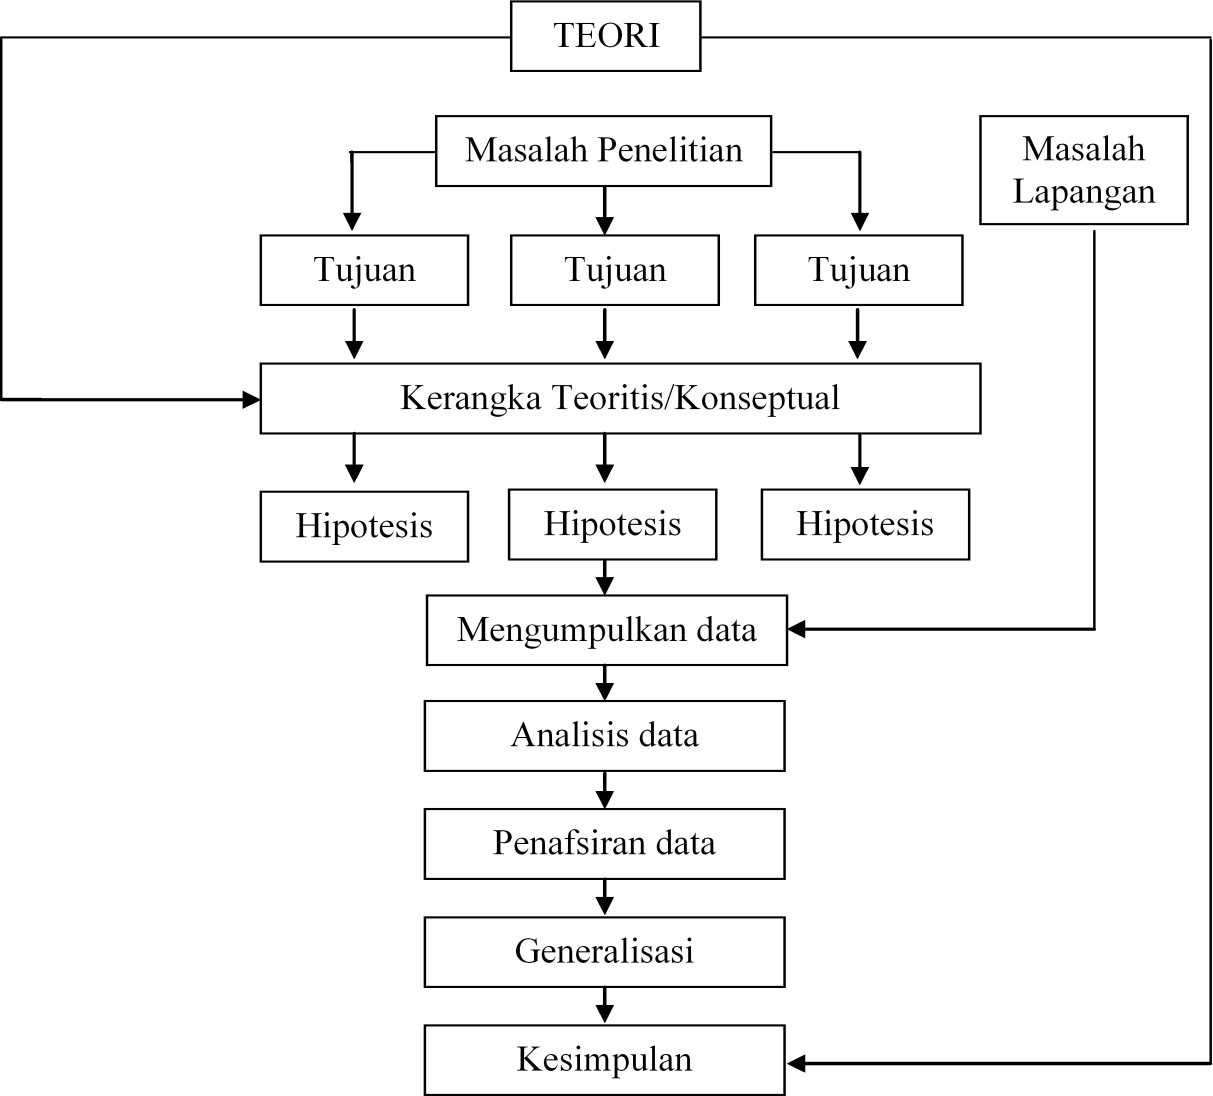 TEORI
Masalah Penelitian
Masalah
Lapangan
Tujuan
Tujuan
Tujuan
Kerangka Teoritis/Konseptual
Hipotesis
Hipotesis
Hipotesis
Mengumpulkan data
Analisis data
Penafsiran data
Generalisasi
Kesimpulan